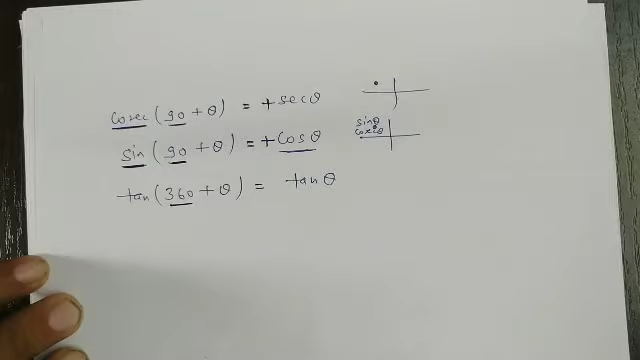 cosec(90+θ) = +secθ
sin(90+θ) = +cosθ
tan(360+θ) = tanθ
sinθ
cosecθ